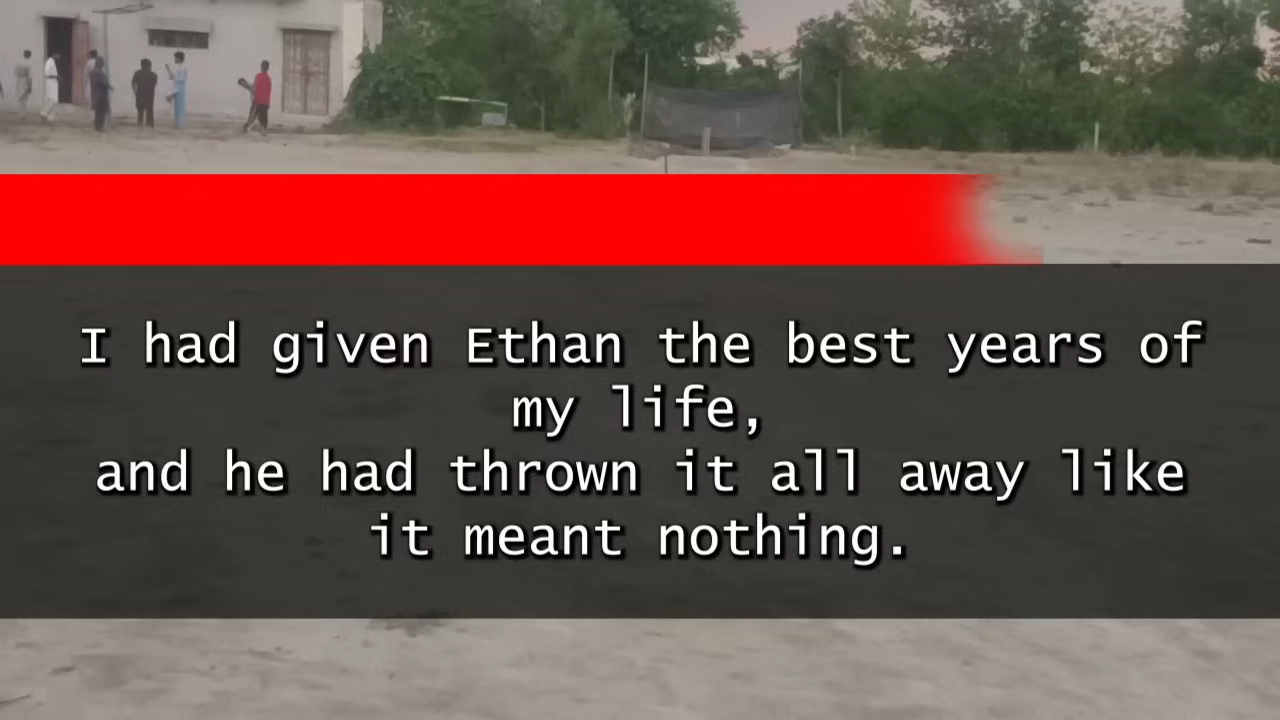 I had given Ethan the best years of
my life,
and he had thrown it all away like
it meant nothing.